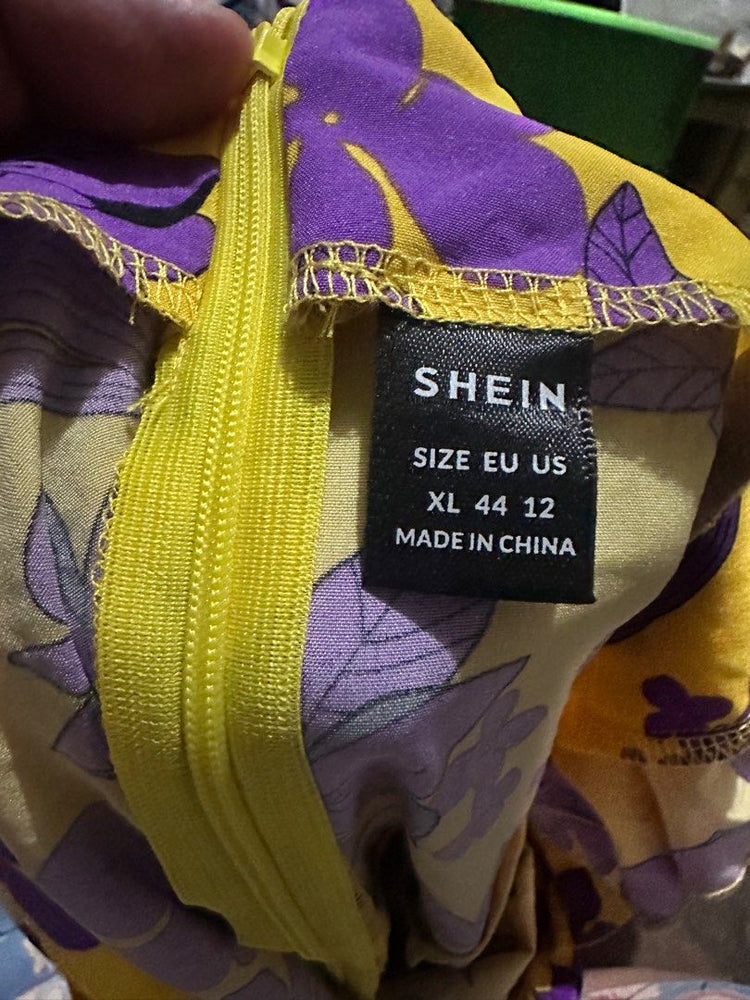 SHEIN
SIZE EU US
XL 44 12
MADE IN CHINA